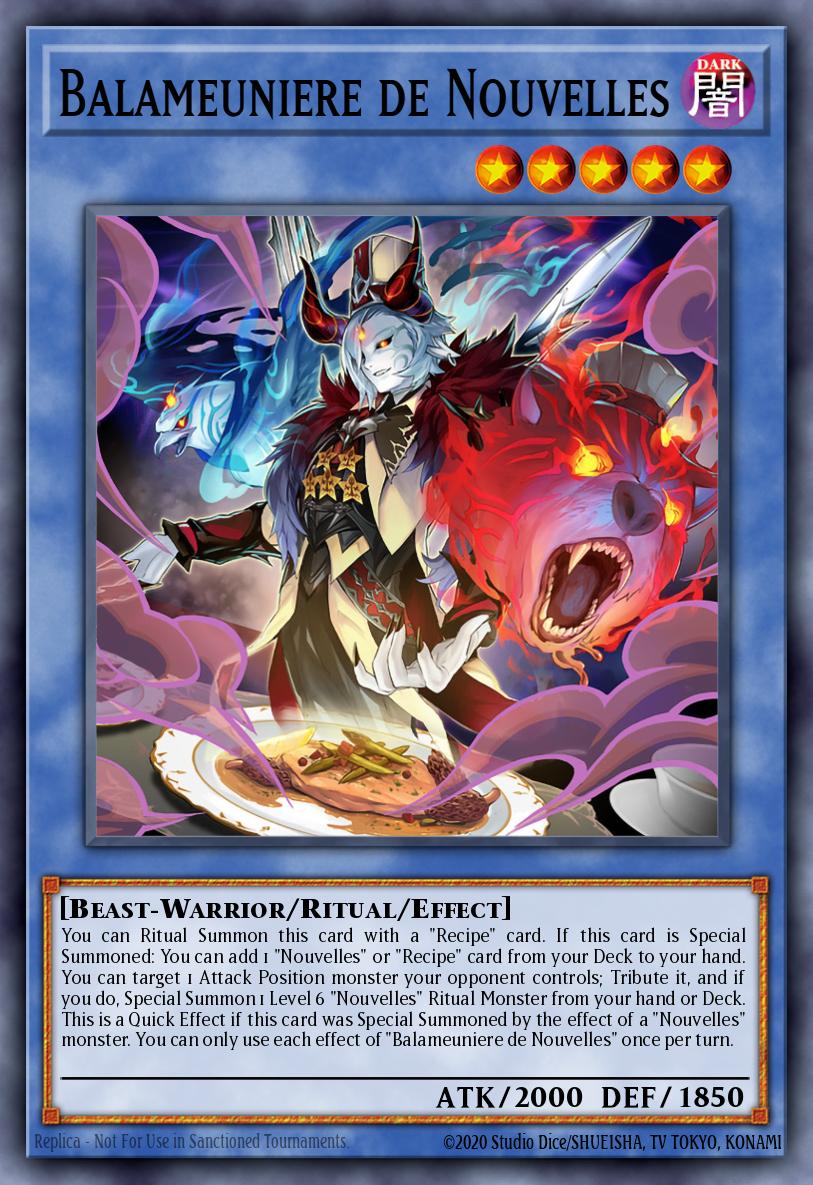 Balameuniere de Nouvelles
DARK
闇
[Beast-Warrior/Ritual/Effect]
You can Ritual Summon this card with a "Recipe" card. If this card is Special
Summoned: You can add 1 "Nouvelles" or "Recipe" card from your Deck to your hand.
You can target 1 Attack Position monster your opponent controls; Tribute it, and if
you do, Special Summon 1 Level 6 "Nouvelles" Ritual Monster from your hand or Deck.
This is a Quick Effect if this card was Special Summoned by the effect of a "Nouvelles"
monster. You can only use each effect of "Balameuniere de Nouvelles" once per turn.
ATK/2000 DEF/1850
Replica - Not For Use in Sanctioned Tournaments.
©2020 Studio Dice/SHUEISHA, TV TOKYO, KONAMI